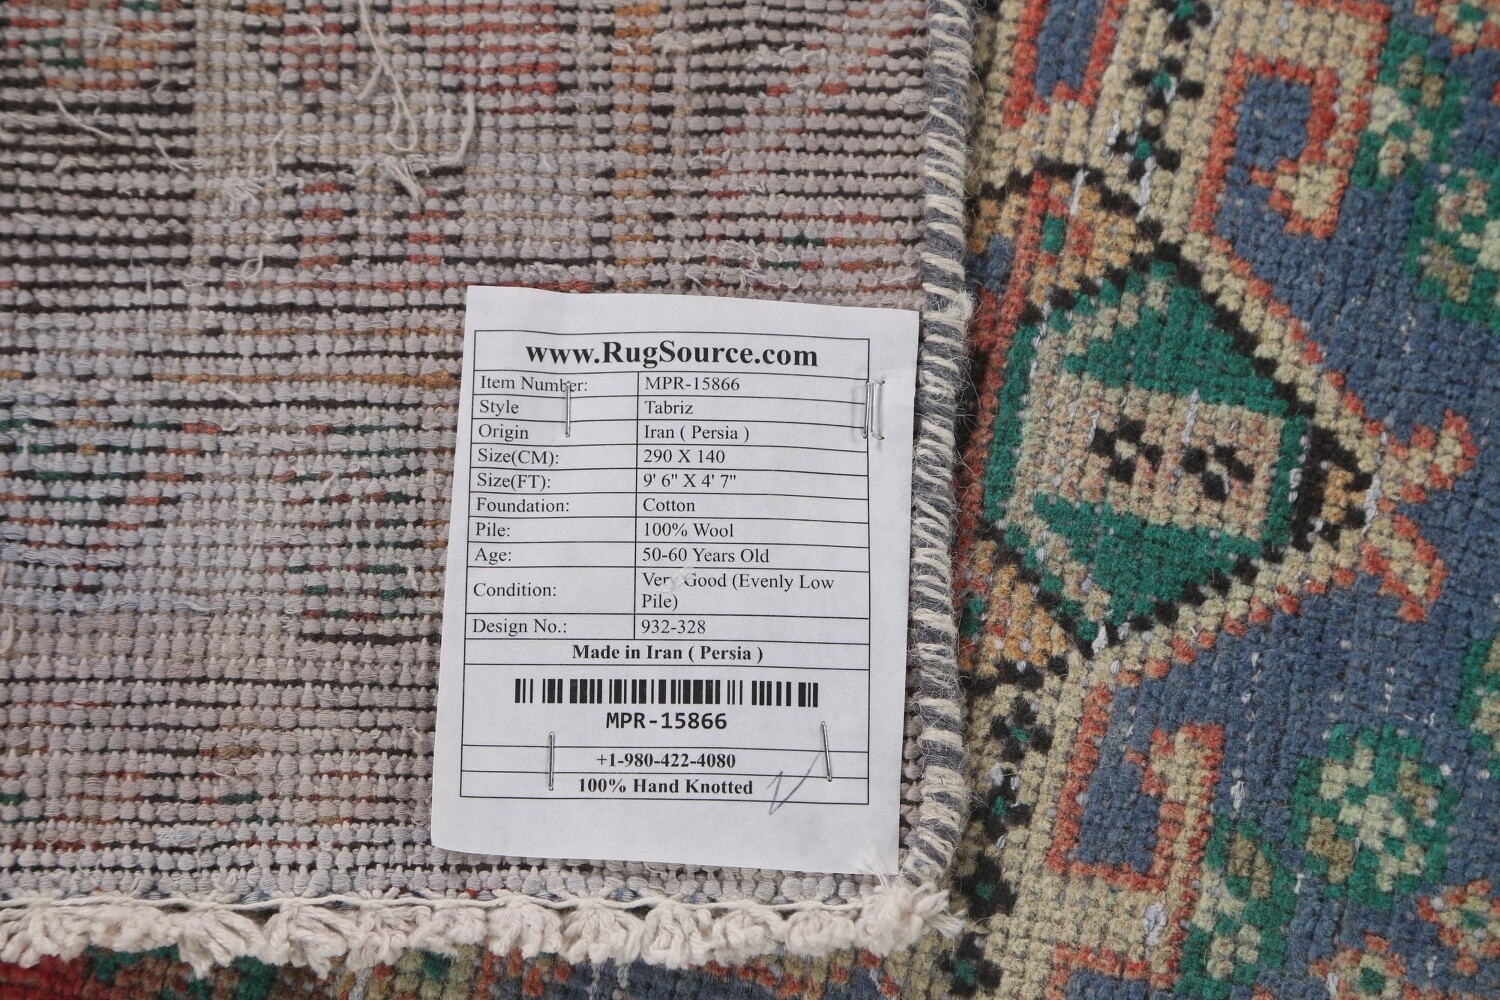 www.RugSource.com
Item Number: MPR-15866
Style Tabriz
Origin Iran ( Persia )
Size(CM): 290 X 140
Size(FT): 9' 6" X 4' 7"
Foundation: Cotton
Pile: 100% Wool
Age: 50-60 Years Old
Condition: Very Good (Evenly Low
Pile)
Design No.: 932-328
Made in Iran ( Persia )
MPR-15866
+1-980-422-4080
100% Hand Knotted